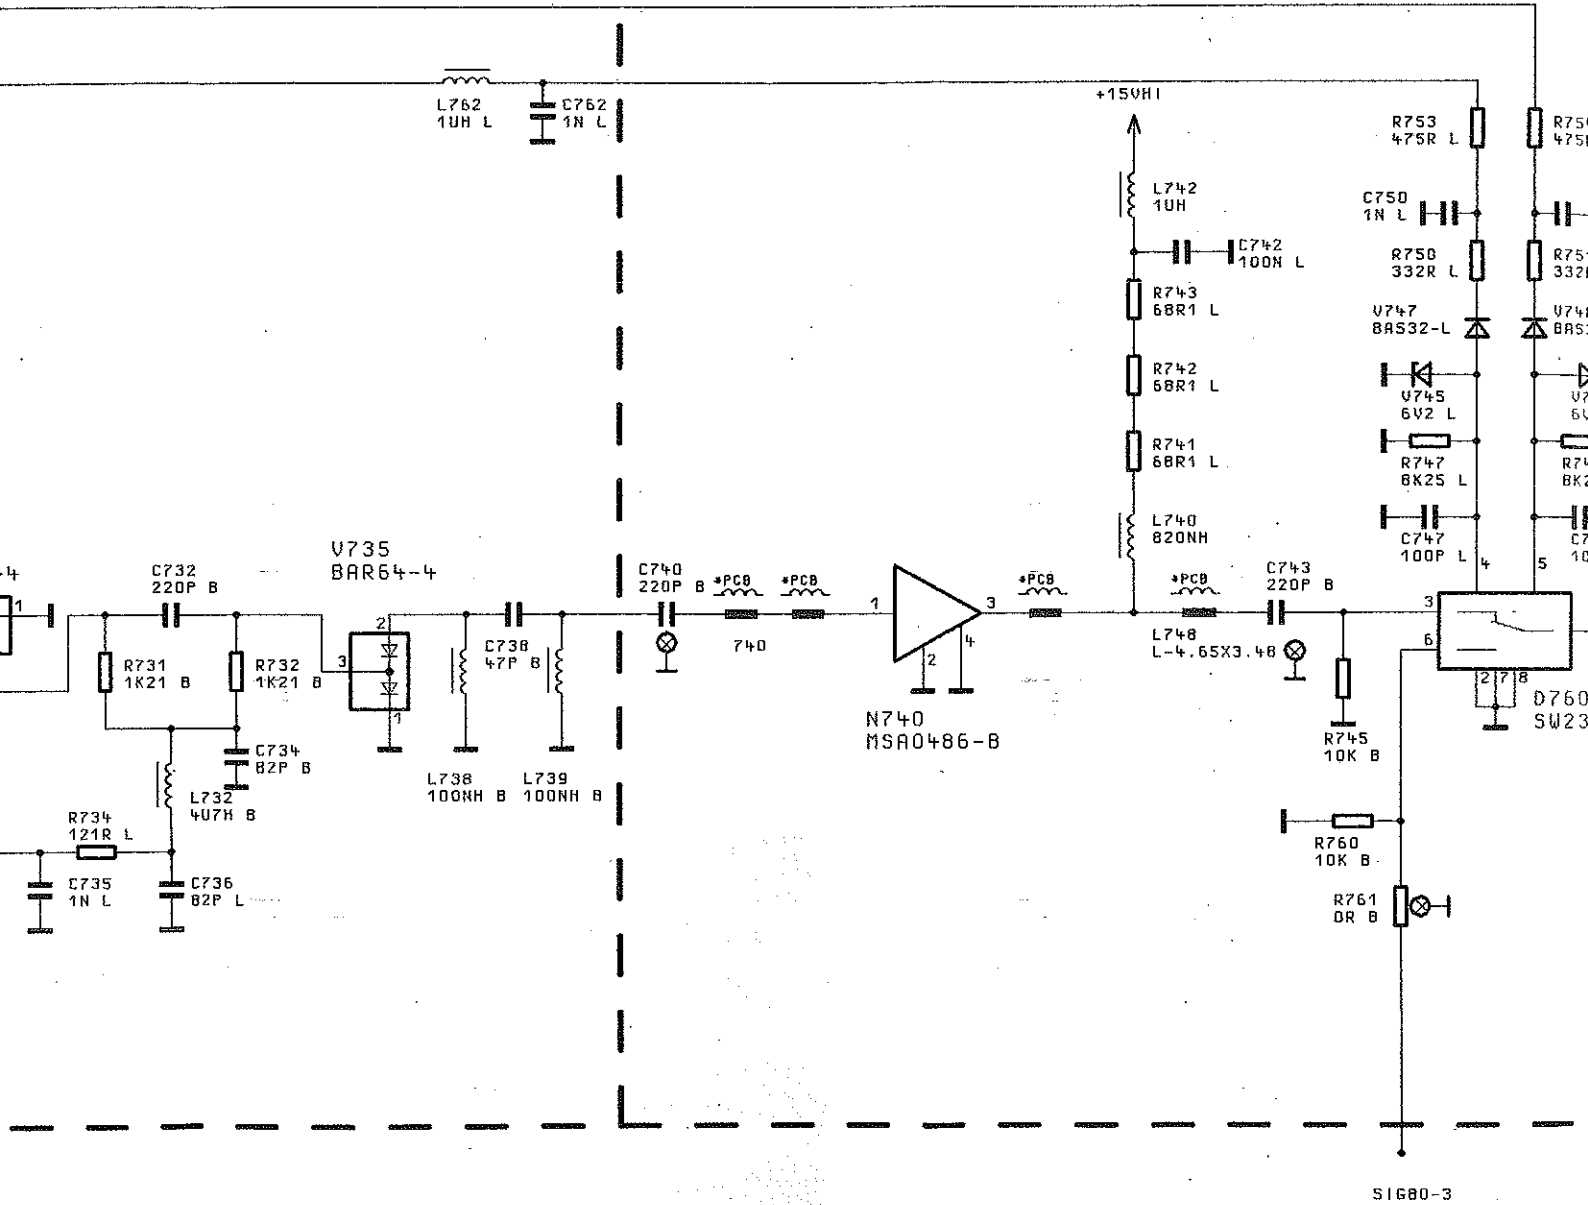 L762
1UH L
C762
1N L
+15VHI
R753
475R L
L742
1UH
C750
1N L
C742
100N L
R750
332R L
R743
68R1 L
V747
BAS32-L
R742
68R1 L
V745
6V2 L
R741
68R1 L
R747
8K25 L
L740
820NH
C747
100P L
4
5
V735
BAR64-4
C732
220P B
C740
220P B
*PCB
*PCB
*PCB
*PCB
C743
220P B
1
2
3
1
1
3
2
4
3
6
2
7
8
R731
1K21 B
R732
1K21 B
C738
47P B
740
L748
L-4.65X3.48
N740
MSA0486-B
D760
SW23
R745
10K B
C734
82P B
L738
100NH B
L739
100NH B
L732
4U7H B
R734
121R L
R760
10K B
C735
1N L
C736
82P L
R761
0R B
SIG80-3